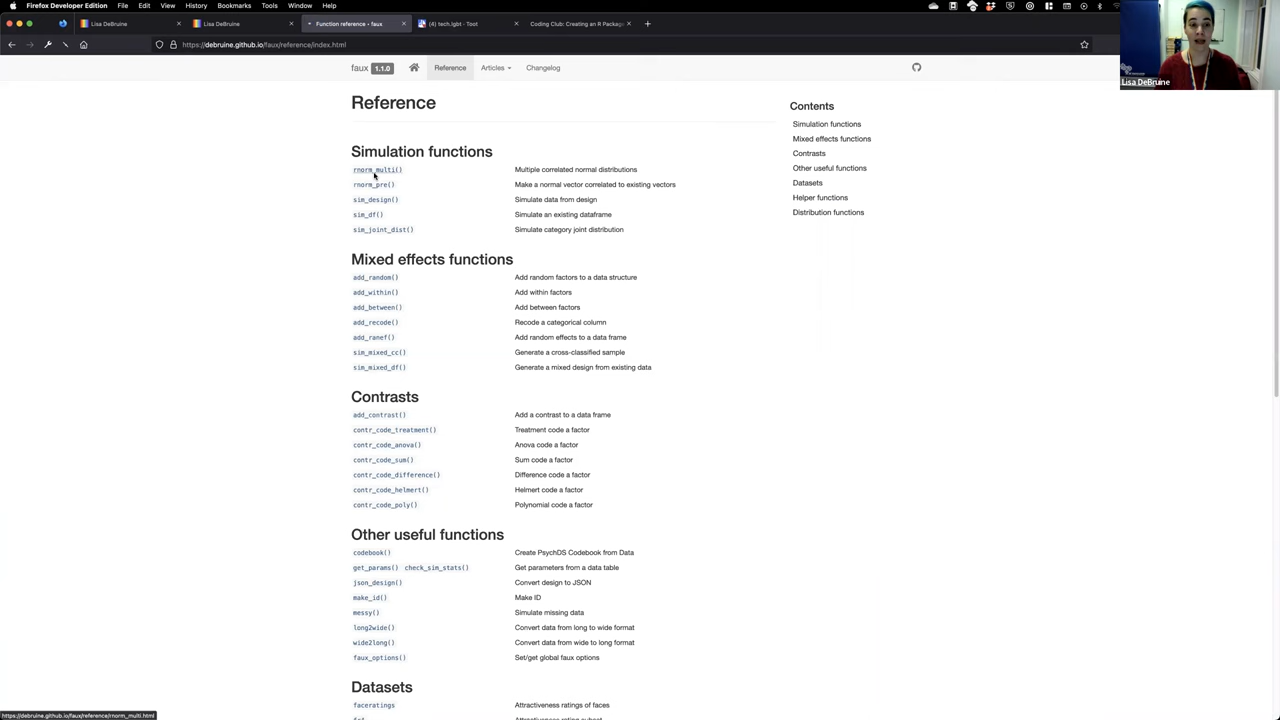 Firefox Developer Edition File Edit View History Bookmarks Tools Window Help
Lisa DeBruine
Lisa DeBruine
Function reference • faux
(4) tech.lgbt - Toot
Coding Club: Creating an R Packag
https://debruine.github.io/faux/reference/index.html
Lisa DeBruine
faux 1.1.0 Reference Articles Changelog
Reference
Simulation functions
rnorm_multi() Multiple correlated normal distributions
rnorm_pre() Make a normal vector correlated to existing vectors
sim_design() Simulate data from design
sim_df() Simulate an existing dataframe
sim_joint_dist() Simulate category joint distribution
Mixed effects functions
add_random() Add random factors to a data structure
add_within() Add within factors
add_between() Add between factors
add_recode() Recode a categorical column
add_ranef() Add random effects to a data frame
sim_mixed_cc() Generate a cross-classified sample
sim_mixed_df() Generate a mixed design from existing data
Contrasts
add_contrast() Add a contrast to a data frame
contr_code_treatment() Treatment code a factor
contr_code_anova() Anova code a factor
contr_code_sum() Sum code a factor
contr_code_difference() Difference code a factor
contr_code_helmert() Helmert code a factor
contr_code_poly() Polynomial code a factor
Other useful functions
codebook() Create PsychDS Codebook from Data
get_params() check_sim_stats() Get parameters from a data table
json_design() Convert design to JSON
make_id() Make ID
messy() Simulate missing data
long2wide() Convert data from long to wide format
wide2long() Convert data from wide to long format
faux_options() Set/get global faux options
Datasets
faceratings Attractiveness ratings of faces
Contents
Simulation functions
Mixed effects functions
Contrasts
Other useful functions
Datasets
Helper functions
Distribution functions
https://debruine.github.io/faux/reference/rnorm_multi.html